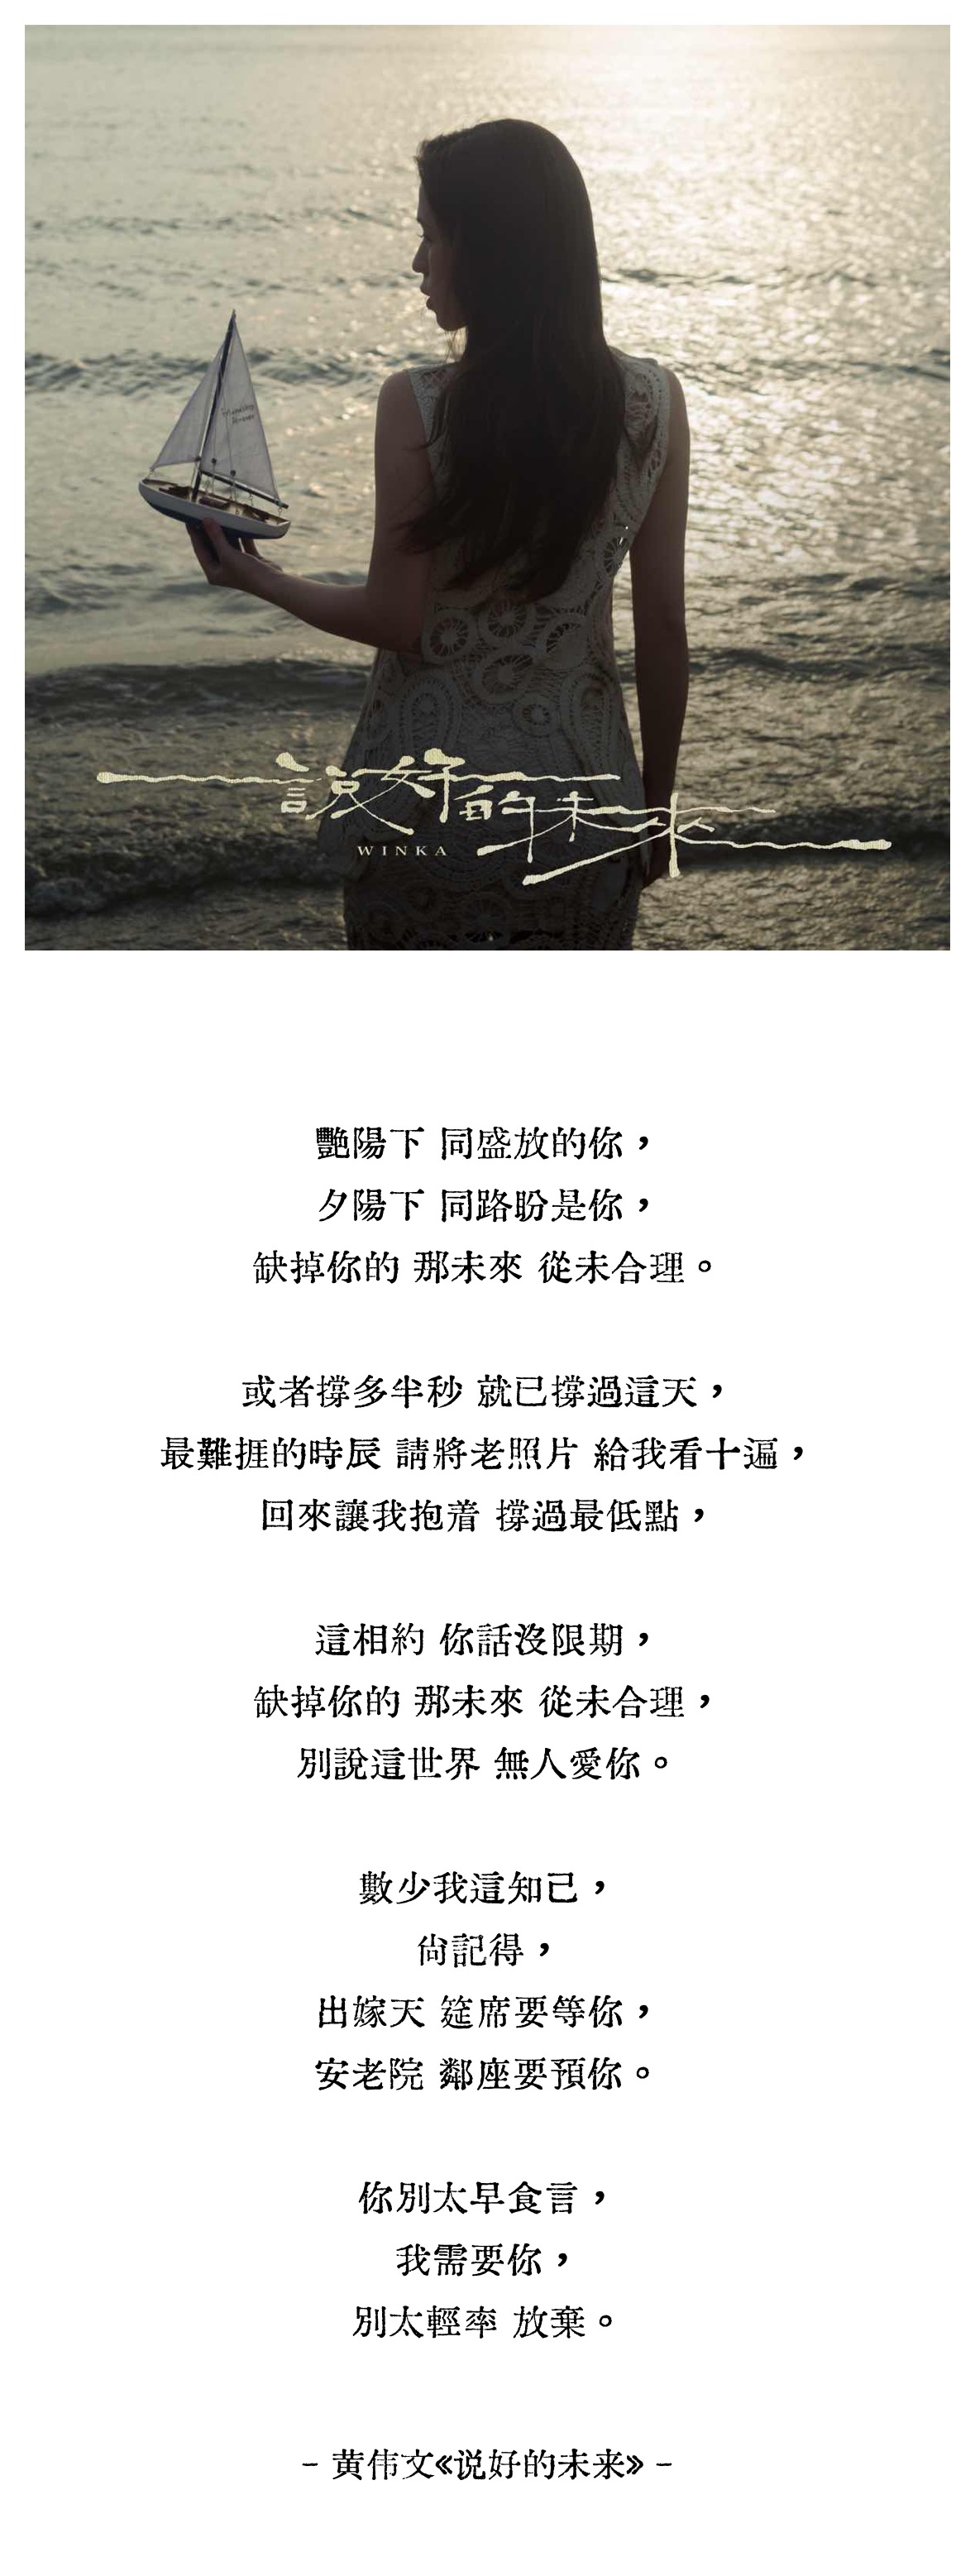 說好的未來
WINKA
艷陽下 同盛放的你，
夕陽下 同路盼是你，
缺掉你的 那未來 從未合理。
或者撐多半秒 就已撐過這天，
最難捱的時辰 請將老照片 給我看十遍，
回來讓我抱着 撐過最低點，
這相約 你話沒限期，
缺掉你的 那未來 從未合理，
別說這世界 無人愛你。
數少我這知己，
尙記得，
出嫁天 筵席要等你，
安老院 鄰座要預你。
你別太早食言，
我需要你，
別太輕率 放棄。
- 黄伟文《说好的未来》 -